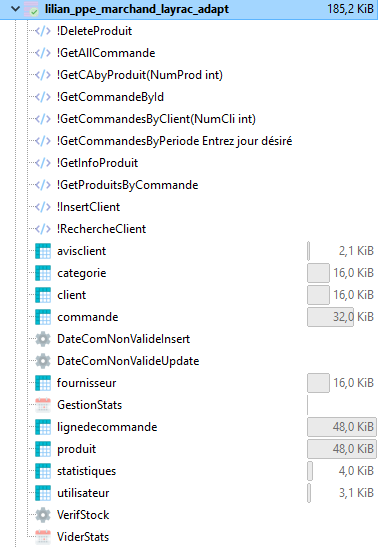 lilian_ppe_marchand_layrac_adapt 185,2 KiB
!DeleteProduit
!GetAllCommande
!GetCAbyProduit(NumProd int)
!GetCommandeById
!GetCommandesByClient(NumCli int)
!GetCommandesByPeriode Entrez jour désiré
!GetInfoProduit
!GetProduitsByCommande
!InsertClient
!RechercheClient
avisclient 2,1 KiB
categorie 16,0 KiB
client 16,0 KiB
commande 32,0 KiB
DateComNonValideInsert
DateComNonValideUpdate
fournisseur 16,0 KiB
GestionStats
lignedecommande 48,0 KiB
produit 48,0 KiB
statistiques 4,0 KiB
utilisateur 3,1 KiB
VerifStock
ViderStats